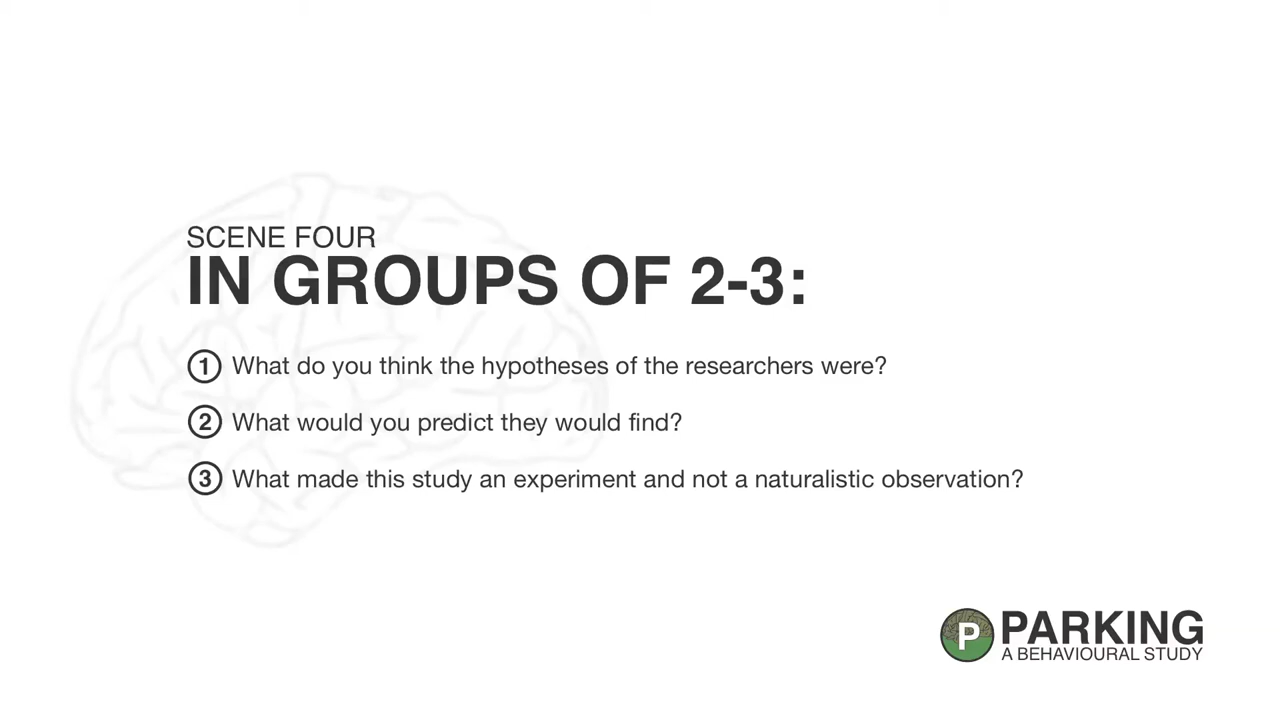 SCENE FOUR
IN GROUPS OF 2-3:
1 What do you think the hypotheses of the researchers were?
2 What would you predict they would find?
3 What made this study an experiment and not a naturalistic observation?
P PARKING
A BEHAVIOURAL STUDY